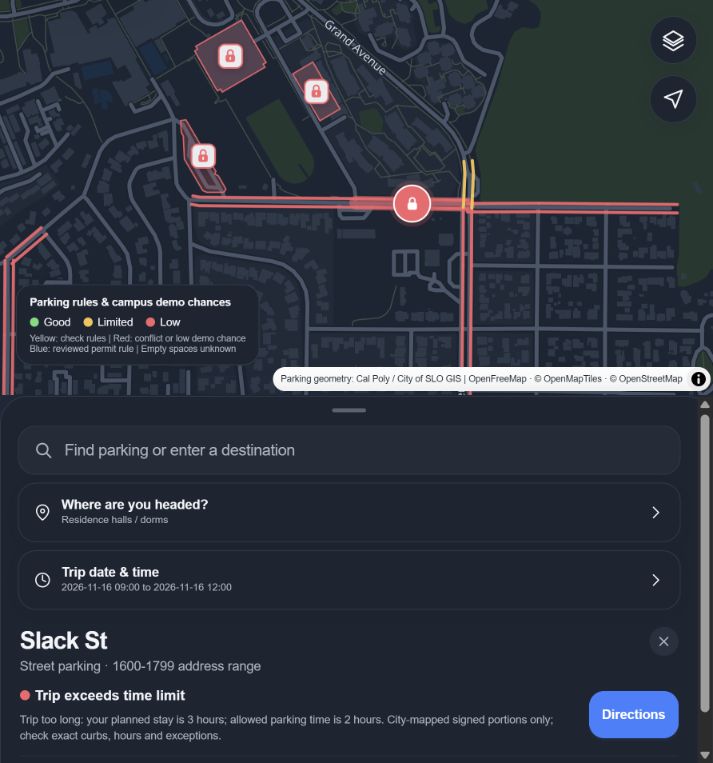 Grand Avenue
Parking rules & campus demo chances
Good Limited Low
Yellow: check rules | Red: conflict or low demo chance
Blue: reviewed permit rule | Empty spaces unknown
Parking geometry: Cal Poly / City of SLO GIS | OpenFreeMap · © OpenMapTiles · © OpenStreetMap
Find parking or enter a destination
Where are you headed?
Residence halls / dorms
Trip date & time
2026-11-16 09:00 to 2026-11-16 12:00
Slack St
Street parking · 1600-1799 address range
Trip exceeds time limit
Trip too long: your planned stay is 3 hours; allowed parking time is 2 hours. City-mapped signed portions only;
check exact curbs, hours and exceptions.
Directions